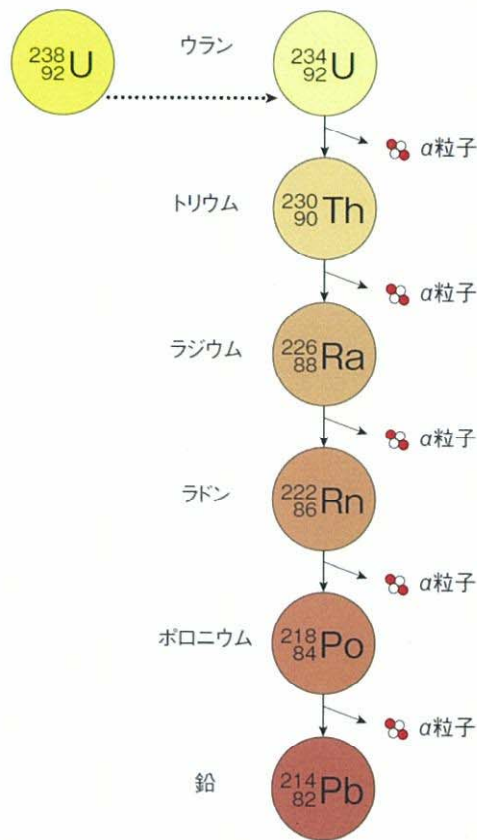 238 92 U ウラン 234 92 U
α粒子
トリウム 230 90 Th
α粒子
ラジウム 226 88 Ra
α粒子
ラドン 222 86 Rn
α粒子
ポロニウム 218 84 Po
α粒子
鉛 214 82 Pb